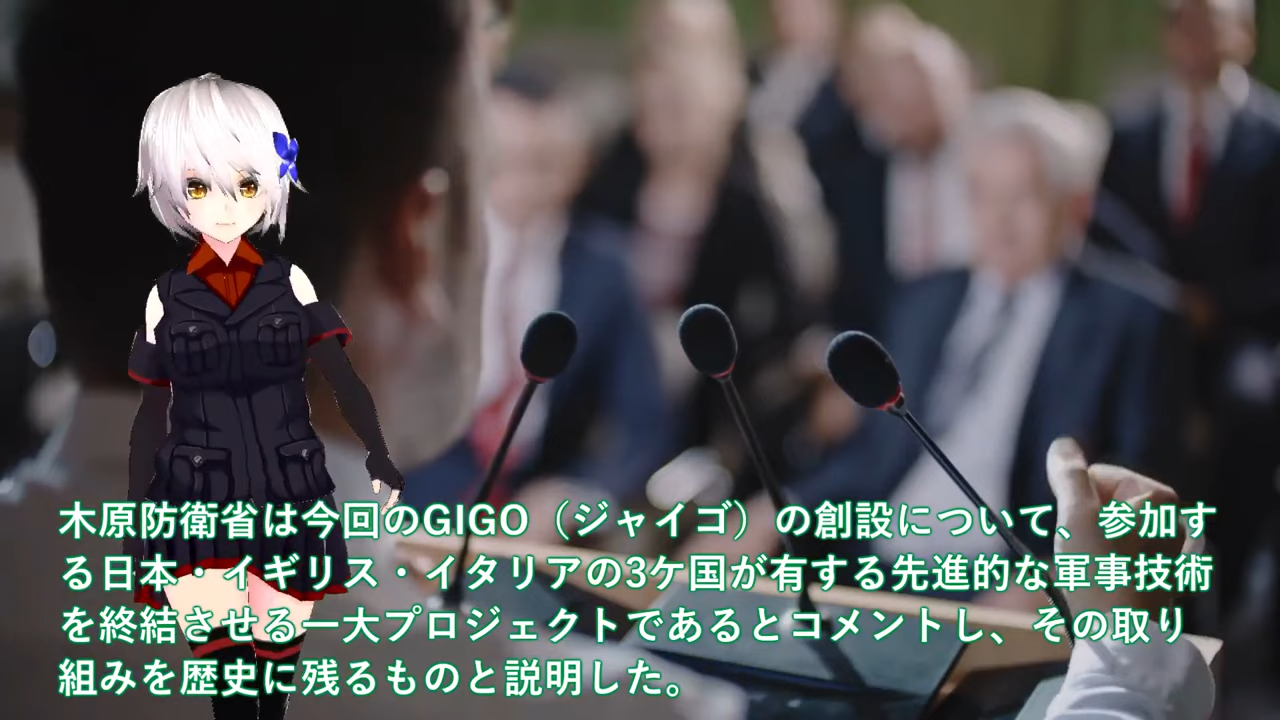 木原防衛省は今回のGIGO（ジャイゴ）の創設について、参加す
る日本・イギリス・イタリアの3ケ国が有する先進的な軍事技術
を終結させる一大プロジェクトであるとコメントし、その取り
組みを歴史に残るものと説明した。